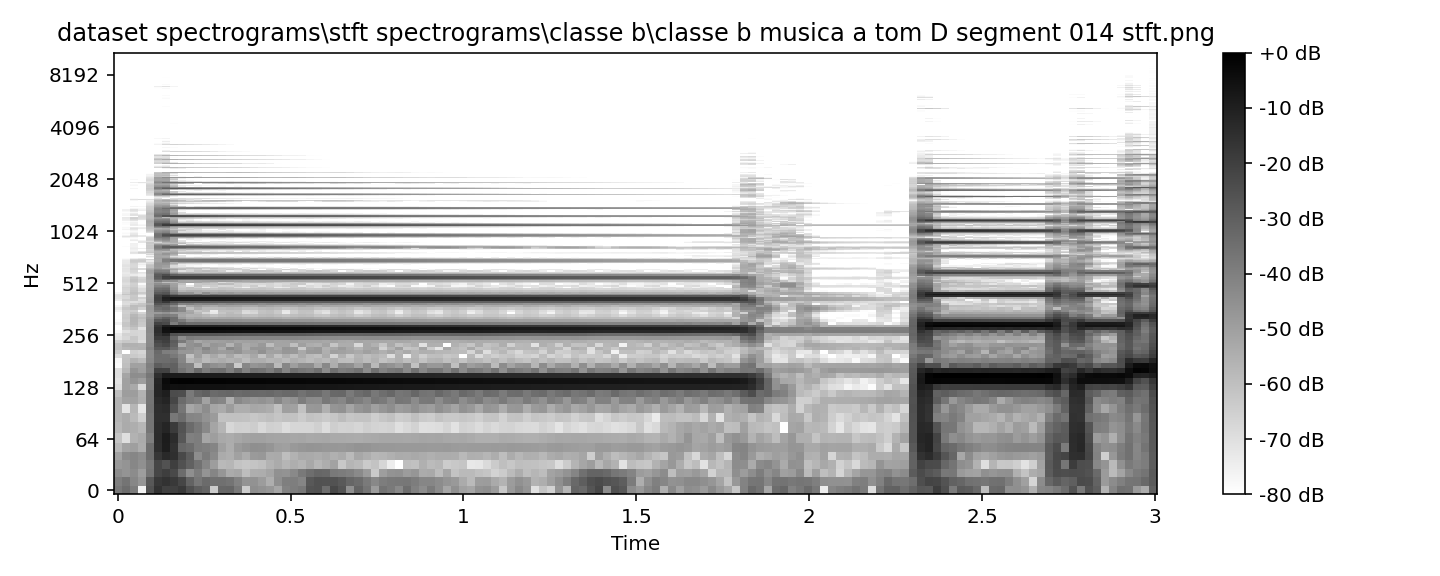 dataset spectrograms\stft spectrograms\classe b\classe b musica a tom D segment 014 stft.png
8192
4096
2048
1024
512
256
128
64
0
Hz
0
0.5
1
1.5
2
2.5
3
Time
+0 dB
-10 dB
-20 dB
-30 dB
-40 dB
-50 dB
-60 dB
-70 dB
-80 dB